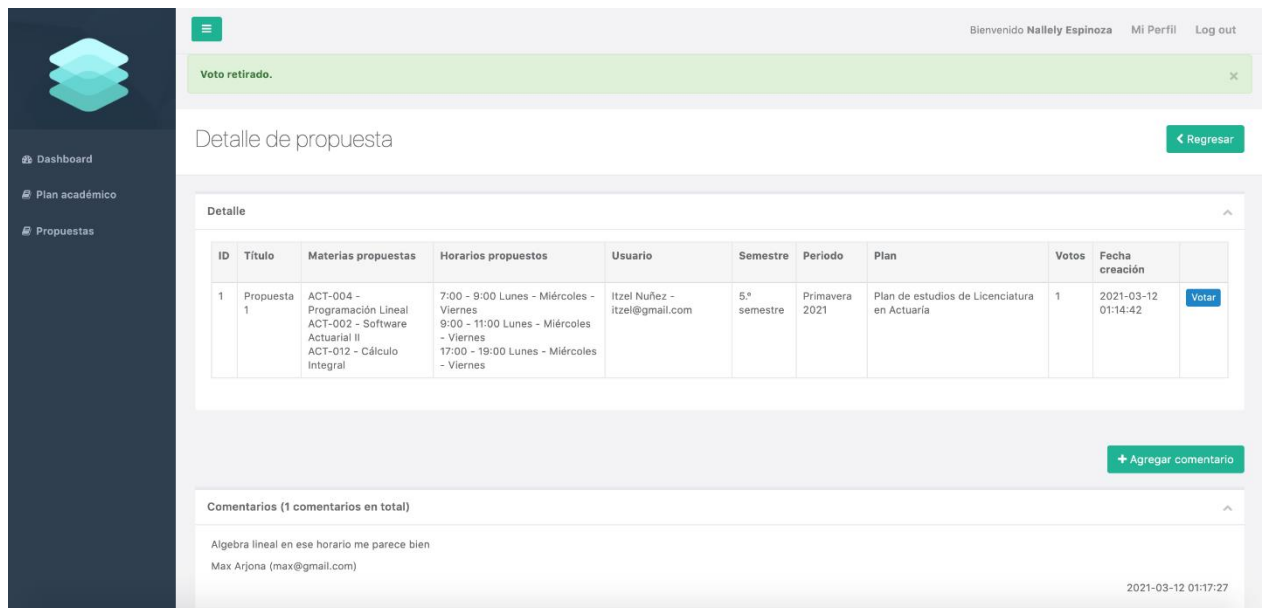 Bienvenido Nallely Espinoza Mi Perfil Log out
Voto retirado.
×
Detalle de propuesta
Regresar
Dashboard
Plan académico
Propuestas
Detalle
ID Título Materias propuestas Horarios propuestos Usuario Semestre Periodo Plan Votos Fecha
creación
1 Propuesta ACT-004 - 7:00 - 9:00 Lunes - Miércoles - Itzel Nuñez - 5.º Primavera Plan de estudios de Licenciatura 1 2021-03-12 Votar
1 Programación Lineal Viernes itzel@gmail.com semestre 2021 en Actuaría 01:14:42
ACT-002 - Software 9:00 - 11:00 Lunes - Miércoles
Actuarial II - Viernes
ACT-012 - Cálculo 17:00 - 19:00 Lunes - Miércoles
Integral - Viernes
+ Agregar comentario
Comentarios (1 comentarios en total)
Algebra lineal en ese horario me parece bien
Max Arjona (max@gmail.com)
2021-03-12 01:17:27